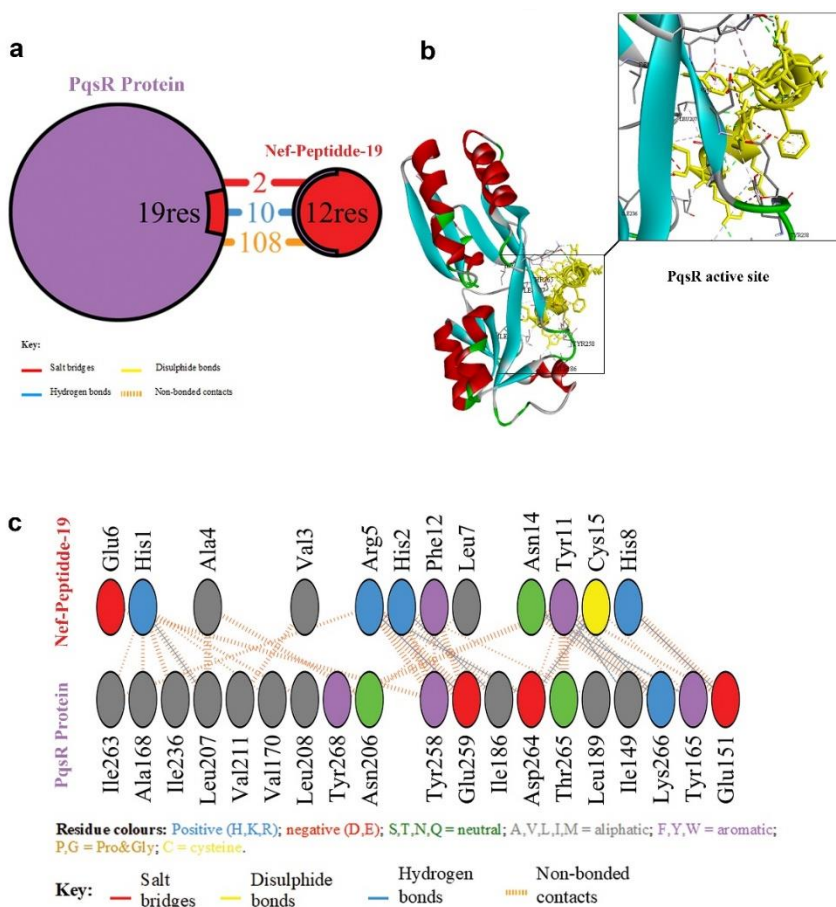 a
PqsR Protein
Nef-Peptidde-19
19res
2
10
108
12res
Key:
Salt bridges
Disulphide bonds
Hydrogen bonds
Non-bonded contacts
b
TYR258
PqsR active site
c
Nef-Peptidde-19
Glu6
His1
Ala4
Val3
Arg5
His2
Phe12
Leu7
Asn14
Tyr11
Cys15
His8
PqsR Protein
Ile263
Ala168
Ile236
Leu207
Val211
Val170
Leu208
Tyr268
Asn206
Tyr258
Glu259
Ile186
Asp264
Thr265
Leu189
Ile149
Lys266
Tyr165
Glu151
Residue colours: Positive (H,K,R); negative (D,E); S,T,N,Q = neutral; A,V,L,I,M = aliphatic; F,Y,W = aromatic;
P,G = Pro&Gly; C = cysteine.
Key:
Salt
bridges
Disulphide
bonds
Hydrogen
bonds
Non-bonded
contacts